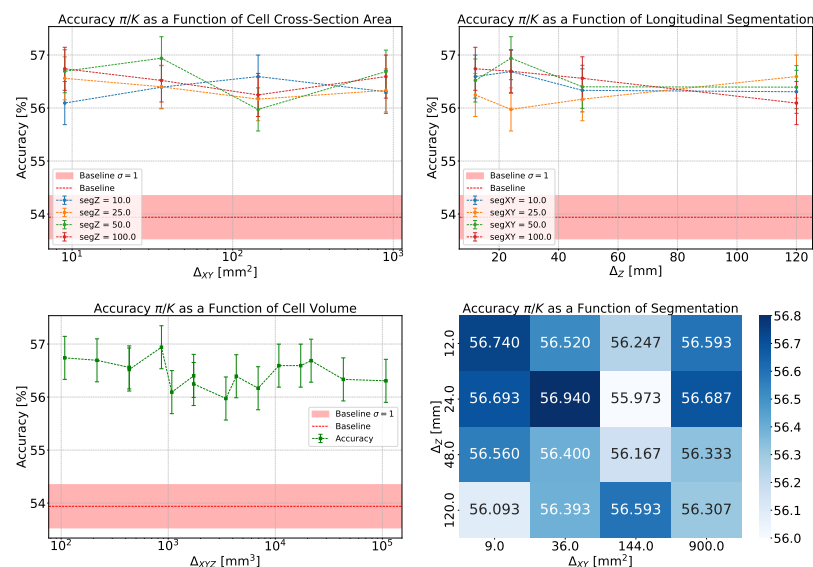 Accuracy π/K as a Function of Cell Cross-Section Area
Accuracy [%]
57
56
55
54
Baseline σ = 1
Baseline
segZ = 10.0
segZ = 25.0
segZ = 50.0
segZ = 100.0
10¹ 10² 10³
Δ_XY [mm²]
Accuracy π/K as a Function of Longitudinal Segmentation
Accuracy [%]
57
56
55
54
Baseline σ = 1
Baseline
segXY = 10.0
segXY = 25.0
segXY = 50.0
segXY = 100.0
20 40 60 80 100 120
Δ_Z [mm]
Accuracy π/K as a Function of Cell Volume
Accuracy [%]
57
56
55
54
Baseline σ = 1
Baseline
Accuracy
10² 10³ 10⁴ 10⁵
Δ_XYZ [mm³]
Accuracy π/K as a Function of Segmentation
Δ_Z [mm]
12.0 56.740 56.520 56.247 56.593
24.0 56.693 56.940 55.973 56.687
48.0 56.560 56.400 56.167 56.333
120.0 56.093 56.393 56.593 56.307
9.0 36.0 144.0 900.0
Δ_XY [mm²]
56.8
56.7
56.6
56.5
56.4
56.3
56.2
56.1
56.0